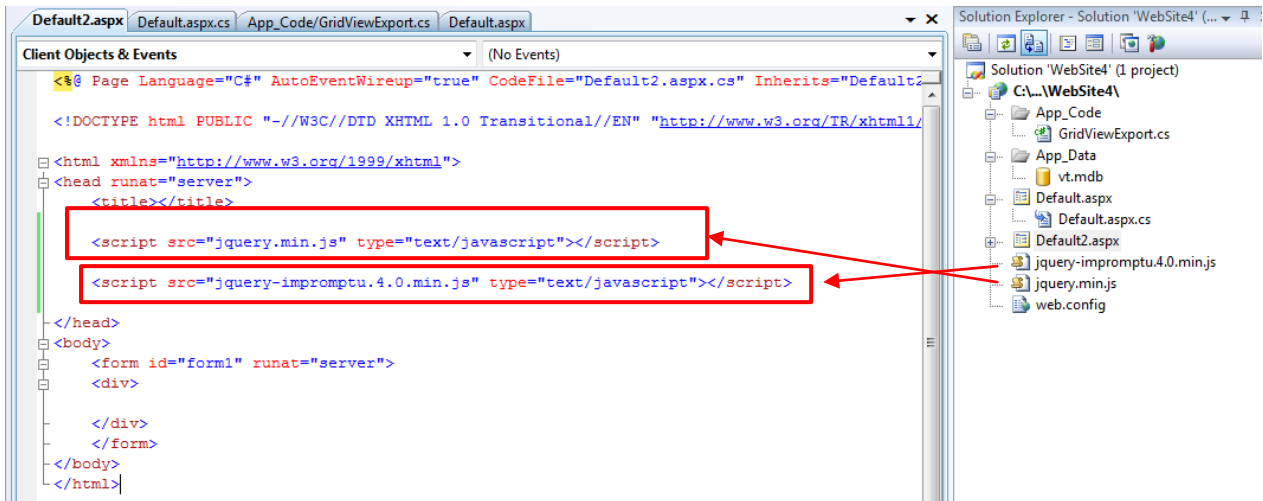 Default2.aspx Default.aspx.cs App_Code/GridViewExport.cs Default.aspx
Client Objects & Events (No Events)
<%@ Page Language="C#" AutoEventWireup="true" CodeFile="Default2.aspx.cs" Inherits="Default2
<!DOCTYPE html PUBLIC "-//W3C//DTD XHTML 1.0 Transitional//EN" "http://www.w3.org/TR/xhtml1/
<html xmlns="http://www.w3.org/1999/xhtml">
<head runat="server">
<title></title>
<script src="jquery.min.js" type="text/javascript"></script>
<script src="jquery-impromptu.4.0.min.js" type="text/javascript"></script>
</head>
<body>
<form id="form1" runat="server">
<div>
</div>
</form>
</body>
</html>
Solution Explorer - Solution 'WebSite4' (...
Solution 'WebSite4' (1 project)
C:\...\WebSite4\
App_Code
GridViewExport.cs
App_Data
vt.mdb
Default.aspx
Default.aspx.cs
Default2.aspx
jquery-impromptu.4.0.min.js
jquery.min.js
web.config